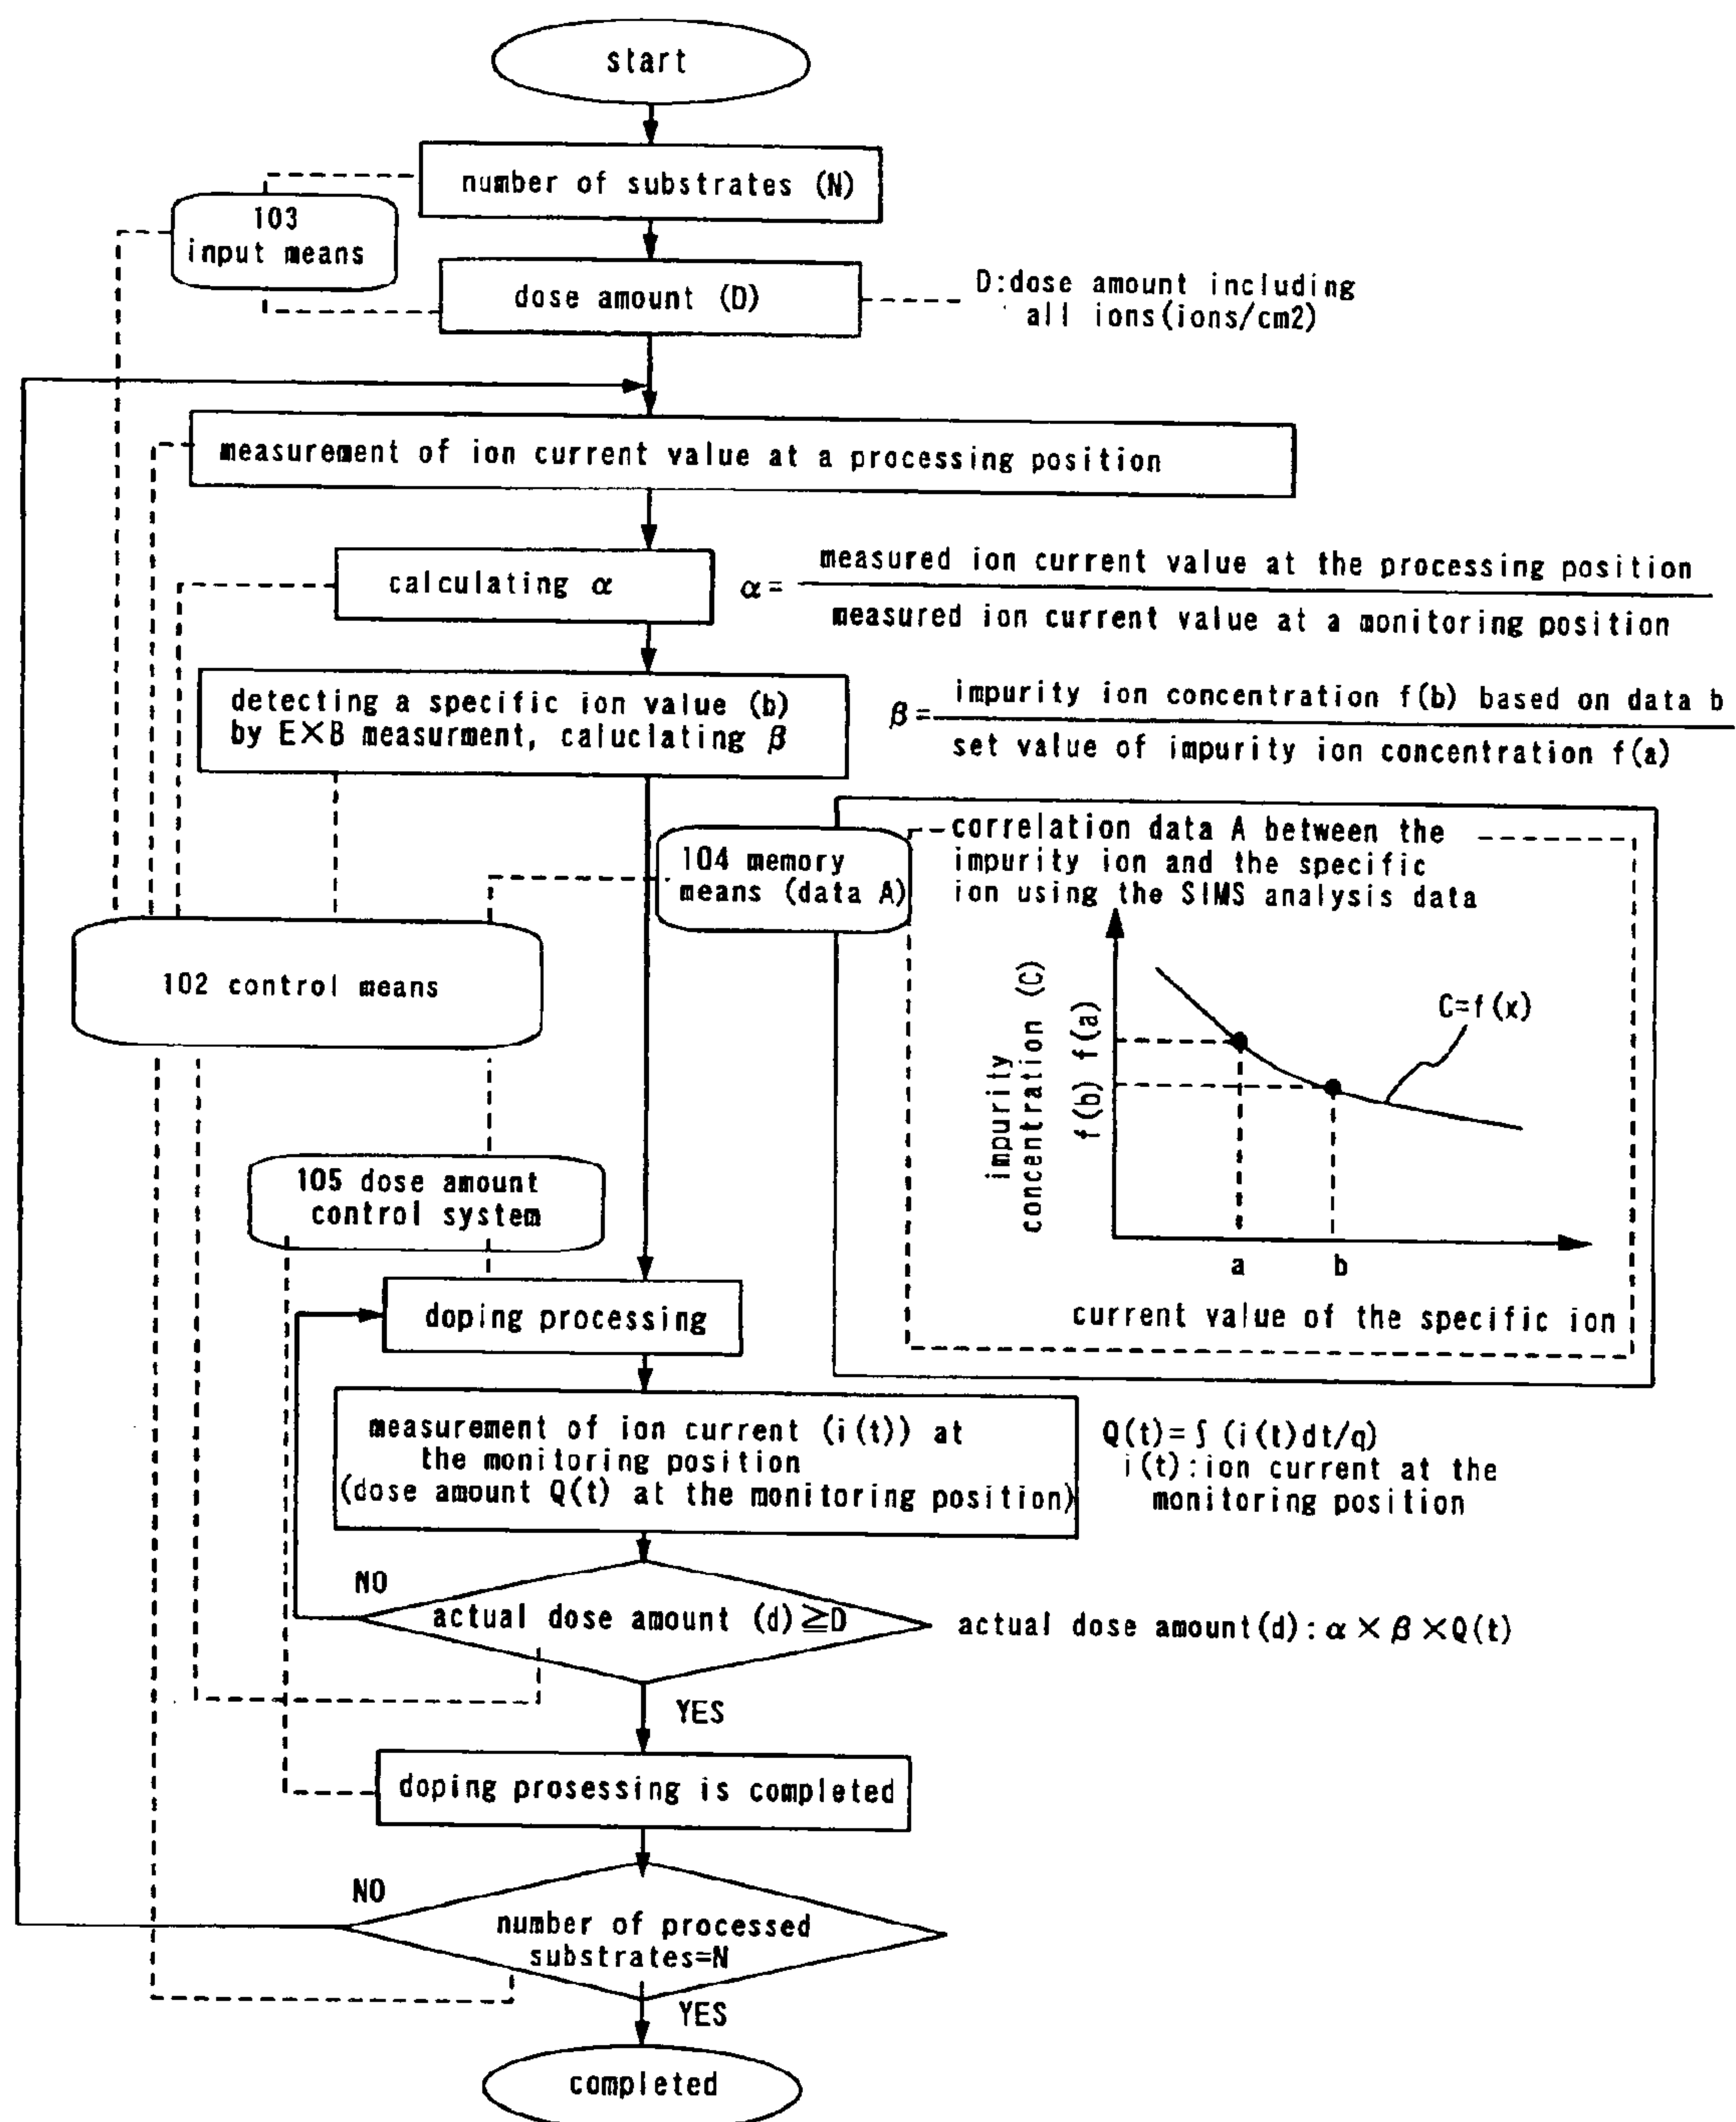 start
number of substrates (N)
103
input means
dose amount (D)
D:dose amount including
all ions(ions/cm2)
measurement of ion current value at a processing position
calculating α
α=
measured ion current value at the processing position
measured ion current value at a monitoring position
detecting a specific ion value (b)
by E×B measurment, caluclating β
β=
impurity ion concentration f(b) based on data b
set value of impurity ion concentration f(a)
104 memory
means (data A)
correlation data A between the
impurity ion and the specific
ion using the SIMS analysis data
102 control means
impurity
concentration (C)
f(b) f(a)
C=f(x)
a b
current value of the specific ion
105 dose amount
control system
doping processing
measurement of ion current (i(t)) at
the monitoring position
(dose amount Q(t) at the monitoring position)
Q(t)=∫(i(t)dt/q)
i(t):ion current at the
monitoring position
NO
actual dose amount (d)≧D
actual dose amount(d):α×β×Q(t)
YES
doping prosessing is completed
NO
number of processed
substrates=N
YES
completed